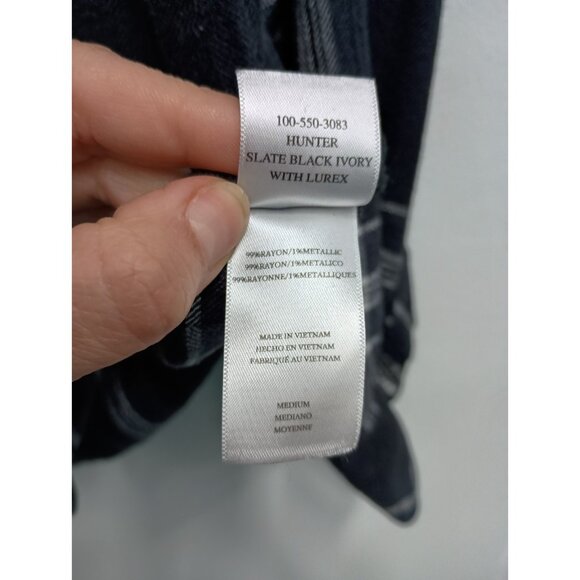 100-550-3083
HUNTER
SLATE BLACK IVORY
WITH LUREX
99%RAYON/1%METALLIC
99%RAYON/1%METALICO
99%RAYONNE/1%METALLIQUES
MADE IN VIETNAM
HECHO EN VIETNAM
FABRIQUÉ AU VIETNAM
MEDIUM
MEDIANO
MOYENNE